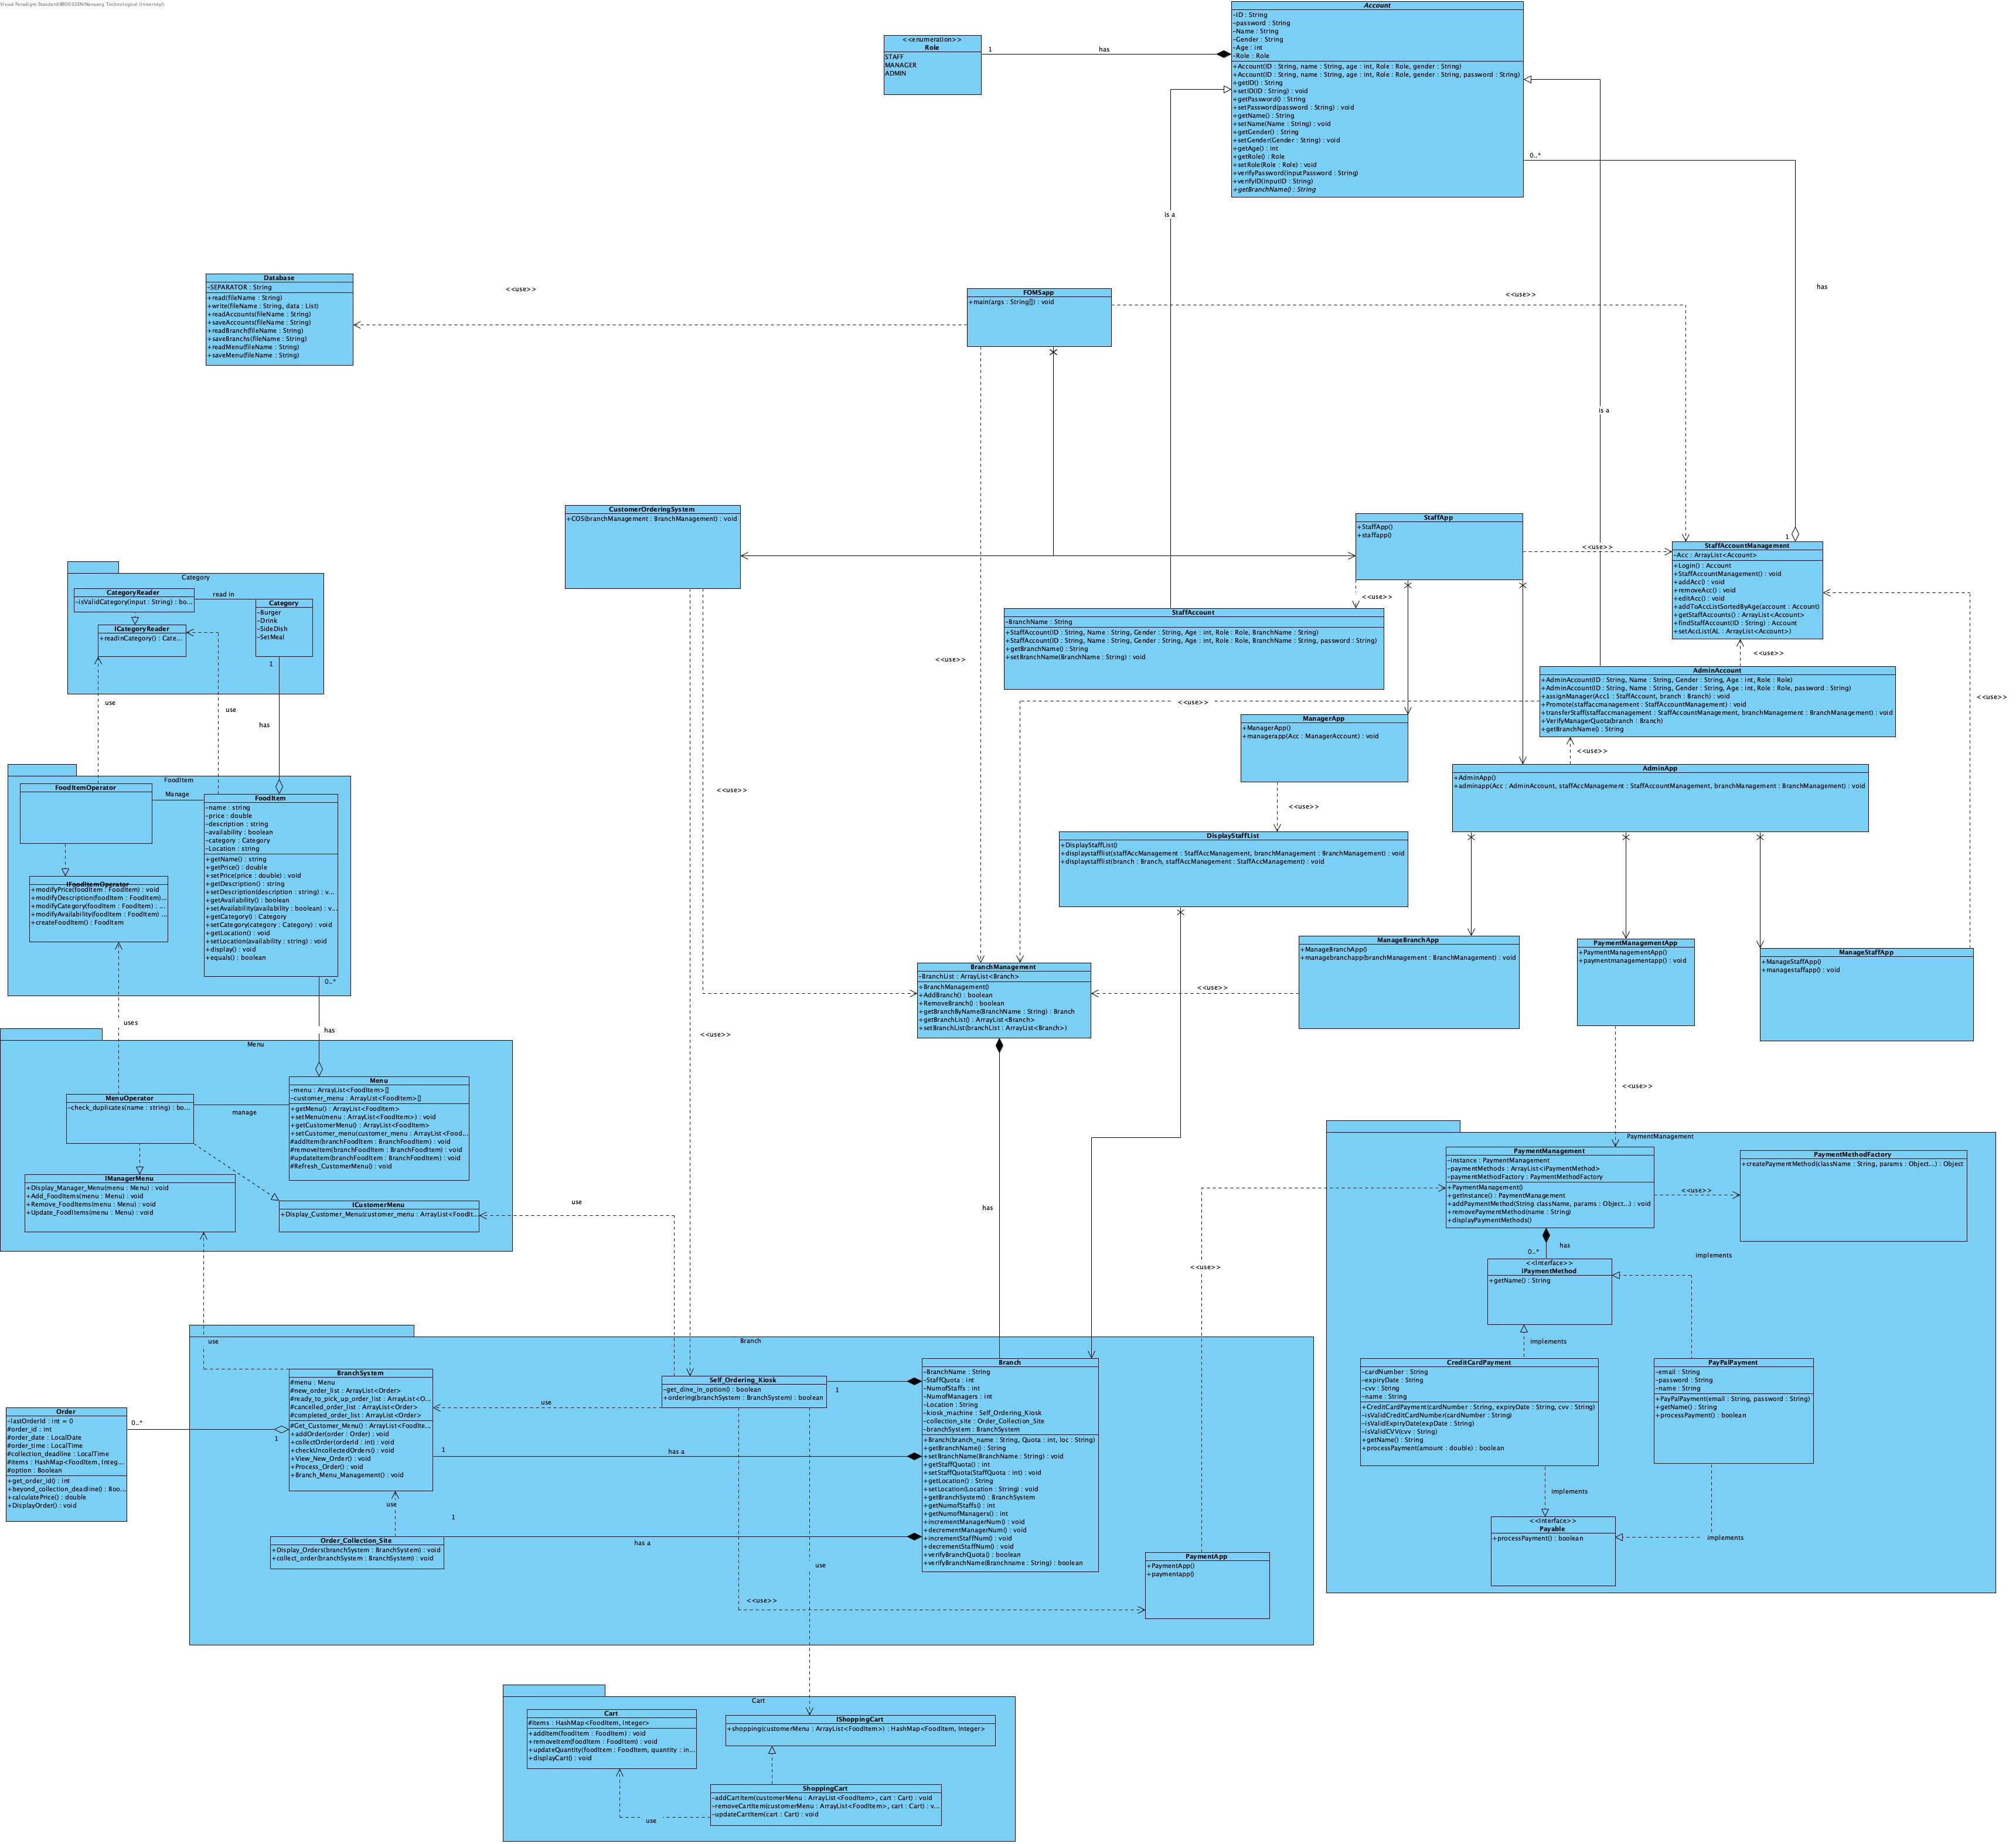 Visual Paradigm Standard(BR0002EN(Nanyang Technological University))
Account
-ID : String
-password : String
-Name : String
-Gender : String
-Age : int
-Role : Role
+Account(ID : String, name : String, age : int, Role : Role, gender : String)
+Account(ID : String, name : String, age : int, Role : Role, gender : String, password : String)
+getID() : String
+setID(ID : String) : void
+getPassword() : String
+setPassword(password : String) : void
+getName() : String
+setName(Name : String) : void
+getGender() : String
+setGender(Gender : String) : void
+getAge() : int
+getRole() : Role
+setRole(Role : Role) : void
+verifyPassword(inputPassword : String)
+verifyID(inputID : String)
+getBranchName() : String
<<enumeration>>
Role
STAFF
MANAGER
ADMIN
1
has
0..*
is a
is a
has
1
Database
-SEPARATOR : String
+read(fileName : String)
+write(fileName : String, data : List)
+readAccounts(fileName : String)
+saveAccounts(fileName : String)
+readBranch(fileName : String)
+saveBranchs(fileName : String)
+readMenu(fileName : String)
+saveMenu(fileName : String)
<<use>>
FOMSapp
+main(args : String[]) : void
<<use>>
CustomerOrderingSystem
+COS(branchManagement : BranchManagement) : void
StaffApp
+StaffApp()
+staffapp()
<<use>>
<<use>>
StaffAccountManagement
-Acc : ArrayList<Account>
+Login() : Account
+StaffAccountManagement() : void
+addAcc() : void
+removeAcc() : void
+editAcc() : void
+addToAccListSortedByAge(account : Account)
+getStaffAccounts() : ArrayList<Account>
+findStaffAccount(ID : String) : Account
+setAccList(AL : ArrayList<Account>)
<<use>>
<<use>>
Category
CategoryReader
-isValidCategory(input : String) : bo...
read in
Category
-Burger
-Drink
-SideDish
-SetMeal
ICategoryReader
+readinCategory() : Cate...
1
use
use
has
StaffAccount
-BranchName : String
+StaffAccount(ID : String, Name : String, Gender : String, Age : int, Role : Role, BranchName : String)
+StaffAccount(ID : String, Name : String, Gender : String, Age : int, Role : Role, BranchName : String, password : String)
+getBranchName() : String
+setBranchName(BranchName : String) : void
<<use>>
AdminAccount
+AdminAccount(ID : String, Name : String, Gender : String, Age : int, Role : Role)
+AdminAccount(ID : String, Name : String, Gender : String, Age : int, Role : Role, password : String)
+assignManager(Acc1 : StaffAccount, branch : Branch) : void
+Promote(staffaccmanagement : StaffAccountManagement) : void
+transferStaff(staffaccmanagement : StaffAccountManagement, branchManagement : BranchManagement) : void
+VerifyManagerQuota(branch : Branch)
+getBranchName() : String
<<use>>
<<use>>
ManagerApp
+ManagerApp()
+managerapp(Acc : ManagerAccount) : void
<<use>>
AdminApp
+AdminApp()
+adminapp(Acc : AdminAccount, staffAccManagement : StaffAccountManagement, branchManagement : BranchManagement) : void
FoodItem
FoodItemOperator
Manage
FoodItem
-name : string
-price : double
-description : string
-availability : boolean
-category : Category
-Location : string
+getName() : string
+getPrice() : double
+setPrice(price : double) : void
+getDescription() : string
+setDescription(description : string) : v...
+getAvailability() : boolean
+setAvailability(availability : boolean) : v...
+getCategory() : Category
+setCategory(category : Category) : void
+getLocation() : void
+setLocation(availability : string) : void
+display() : void
+equals() : boolean
IFoodItemOperator
+modifyPrice(foodItem : FoodItem) : void
+modifyDescription(foodItem : FoodItem)...
+modifyCategory(foodItem : FoodItem) : ...
+modifyAvailability(foodItem : FoodItem) ...
+createFoodItem() : FoodItem
0..*
uses
has
<<use>>
<<use>>
DisplayStaffList
+DisplayStaffList()
+displaystafflist(staffAccManagement : StaffAccManagement, branchManagement : BranchManagement) : void
+displaystafflist(branch : Branch, staffAccManagement : StaffAccManagement) : void
BranchManagement
-BranchList : ArrayList<Branch>
+BranchManagement()
+AddBranch() : boolean
+RemoveBranch() : boolean
+getBranchByName(BranchName : String) : Branch
+getBranchList() : ArrayList<Branch>
+setBranchList(branchList : ArrayList<Branch>)
<<use>>
ManageBranchApp
+ManageBranchApp()
+managebranchapp(branchManagement : BranchManagement) : void
PaymentManagementApp
+PaymentManagementApp()
+paymentmanagementapp() : void
ManageStaffApp
+ManageStaffApp()
+managestaffapp() : void
<<use>>
Menu
Menu
-menu : ArrayList<FoodItem>[]
-customer_menu : ArrayList<FoodItem>[]
+getMenu() : ArrayList<FoodItem>
+setMenu(menu : ArrayList<FoodItem>) : void
+getCustomerMenu() : ArrayList<FoodItem>
+setCustomer_menu(customer_menu : ArrayList<Food...
#addItem(branchFoodItem : BranchFoodItem) : void
#removeItem(branchFoodItem : BranchFoodItem) : void
#updateItem(branchFoodItem : BranchFoodItem) : void
#Refresh_CustomerMenu() : void
MenuOperator
-check_duplicates(name : string) : bo...
manage
IManagerMenu
+Display_Manager_Menu(menu : Menu) : void
+Add_FoodItems(menu : Menu) : void
+Remove_FoodItems(menu : Menu) : void
+Update_FoodItems(menu : Menu) : void
ICustomerMenu
+Display_Customer_Menu(customer_menu : ArrayList<FoodIt...
use
has
<<use>>
use
PaymentManagement
PaymentManagement
-instance : PaymentManagement
-paymentMethods : ArrayList<iPaymentMethod>
-paymentMethodFactory : PaymentMethodFactory
+PaymentManagement()
+getInstance() : PaymentManagement
+addPaymentMethod(String className, params : Object...) : void
+removePaymentMethod(name : String)
+displayPaymentMethods()
<<use>>
PaymentMethodFactory
+createPaymentMethod(className : String, params : Object...) : Object
0..*
has
implements
<<Interface>>
iPaymentMethod
+getName() : String
implements
CreditCardPayment
-cardNumber : String
-expiryDate : String
-cvv : String
-name : String
+CreditCardPayment(cardNumber : String, expiryDate : String, cvv : String)
-isValidCreditCardNumber(cardNumber : String)
-isValidExpiryDate(expDate : String)
-isValidCVV(cvv : String)
+getName() : String
+processPayment(amount : double) : boolean
PayPalPayment
-email : String
-password : String
-name : String
+PayPalPayment(email : String, password : String)
+getName() : String
+processPayment() : boolean
implements
<<Interface>>
Payable
+processPayment() : boolean
implements
Branch
BranchSystem
#menu : Menu
#new_order_list : ArrayList<Order>
#ready_to_pick_up_order_list : ArrayList<O...
#cancelled_order_list : ArrayList<Order>
#completed_order_list : ArrayList<Order>
#Get_Customer_Menu() : ArrayList<FoodIte...
+addOrder(order : Order) : void
+collectOrder(orderId : int) : void
+checkUncollectedOrders() : void
+View_New_Order() : void
+Process_Order() : void
+Branch_Menu_Management() : void
Self_Ordering_Kiosk
-get_dine_in_option() : boolean
+ordering(branchSystem : BranchSystem) : boolean
1
use
Branch
-BranchName : String
-StaffQuota : int
-NumofStaffs : int
-NumofManagers : int
-Location : String
-kiosk_machine : Self_Ordering_Kiosk
-collection_site : Order_Collection_Site
-branchSystem : BranchSystem
+Branch(branch_name : String, Quota : int, loc : String)
+getBranchName() : String
+setBranchName(BranchName : String) : void
+getStaffQuota() : int
+setStaffQuota(StaffQuota : int) : void
+getLocation() : String
+setLocation(Location : String) : void
+getBranchSystem() : BranchSystem
+getNumofStaffs() : int
+getNumofManagers() : int
+incrementManagerNum() : void
+decrementManagerNum() : void
+incrementStaffNum() : void
+decrementStaffNum() : void
+verifyBranchQuota() : boolean
+verifyBranchName(Branchname : String) : boolean
Order
-lastOrderId : int = 0
#order_id : int
#order_date : LocalDate
#order_time : LocalTime
#collection_deadline : LocalTime
#items : HashMap<FoodItem, Integ...
#option : Boolean
+get_order_id() : int
+beyond_collection_deadline() : Boo...
+calculatePrice() : double
+DisplayOrder() : void
0..*
1
1
has a
use
1
Order_Collection_Site
+Display_Orders(branchSystem : BranchSystem) : void
+collect_order(branchSystem : BranchSystem) : void
has a
use
<<use>>
PaymentApp
+PaymentApp()
+paymentapp()
Cart
Cart
#items : HashMap<FoodItem, Integer>
+addItem(foodItem : FoodItem) : void
+removeItem(foodItem : FoodItem) : void
+updateQuantity(foodItem : FoodItem, quantity : in...
+displayCart() : void
IShoppingCart
+shopping(customerMenu : ArrayList<FoodItem>) : HashMap<FoodItem, Integer>
ShoppingCart
-addCartItem(customerMenu : ArrayList<FoodItem>, cart : Cart) : void
-removeCartItem(customerMenu : ArrayList<FoodItem>, cart : Cart) : v...
-updateCartItem(cart : Cart) : void
use